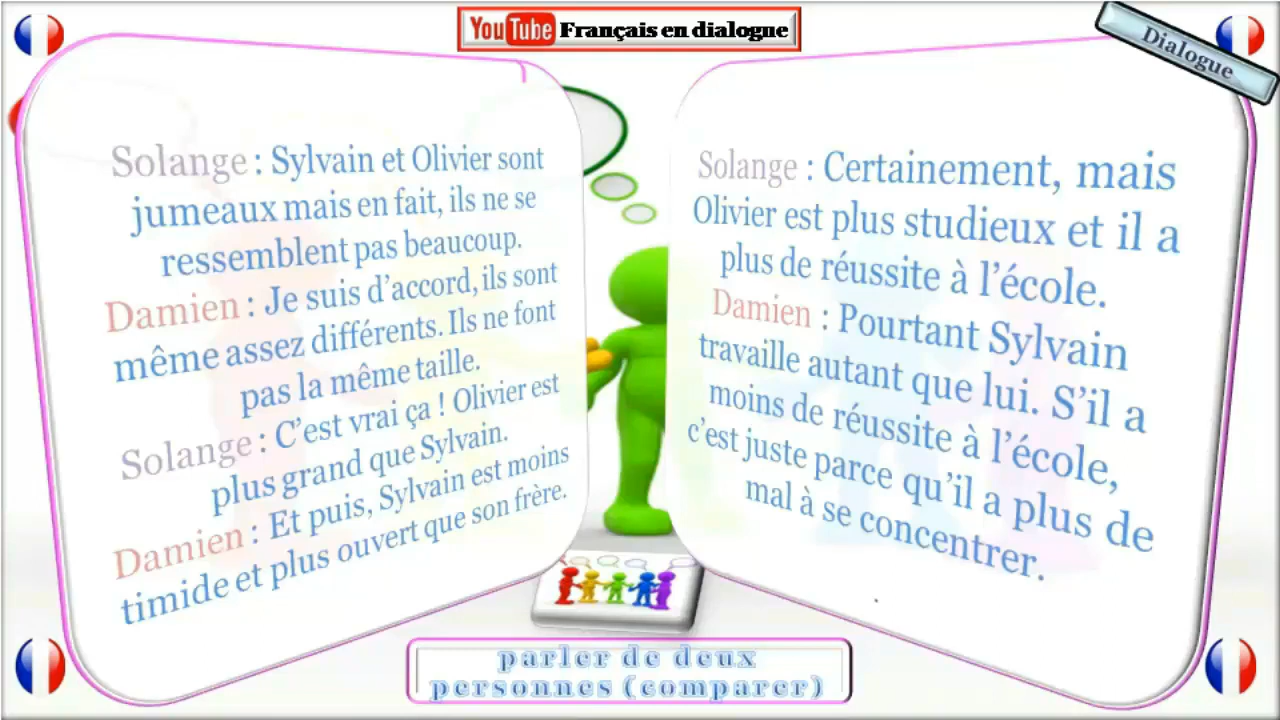 YouTube Français en dialogue
Dialogue
Solange : Sylvain et Olivier sont
jumeaux mais en fait, ils ne se
ressemblent pas beaucoup.
Damien : Je suis d’accord, ils sont
même assez différents. Ils ne font
pas la même taille.
Solange : C’est vrai ça ! Olivier est
plus grand que Sylvain.
Damien : Et puis, Sylvain est moins
timide et plus ouvert que son frère.
Solange : Certainement, mais
Olivier est plus studieux et il a
plus de réussite à l’école.
Damien : Pourtant Sylvain
travaille autant que lui. S’il a
moins de réussite à l’école,
c’est juste parce qu’il a plus de
mal à se concentrer.
parler de deux
personnes (comparer)